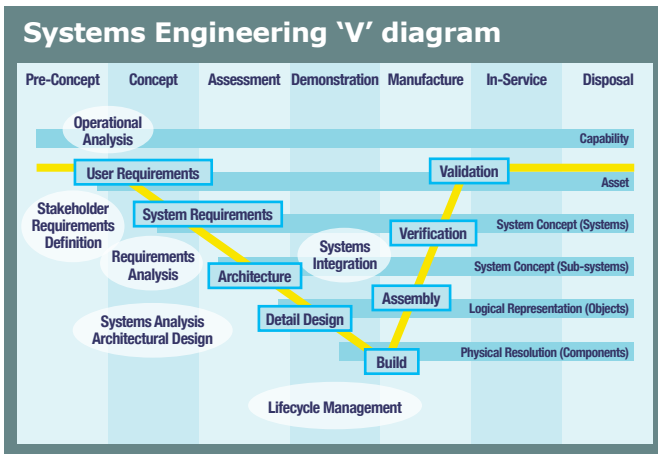 Systems Engineering ‘V’ diagram
Pre-Concept Concept Assessment Demonstration Manufacture In-Service Disposal
Operational
Analysis
Capability
User Requirements
Validation
Asset
Stakeholder
Requirements
Definition
System Requirements
System Concept (Systems)
Verification
Requirements
Analysis
Systems
Integration
Architecture
System Concept (Sub-systems)
Assembly
Logical Representation (Objects)
Systems Analysis
Architectural Design
Detail Design
Build
Physical Resolution (Components)
Lifecycle Management